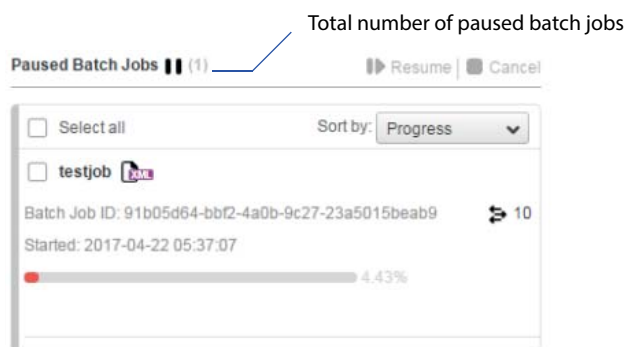 Total number of paused batch jobs
Paused Batch Jobs (1) Resume | Cancel
Select all Sort by: Progress
testjob XML
Batch Job ID: 91b05d64-bbf2-4a0b-9c27-23a5015beab9 10
Started: 2017-04-22 05:37:07
4.43%